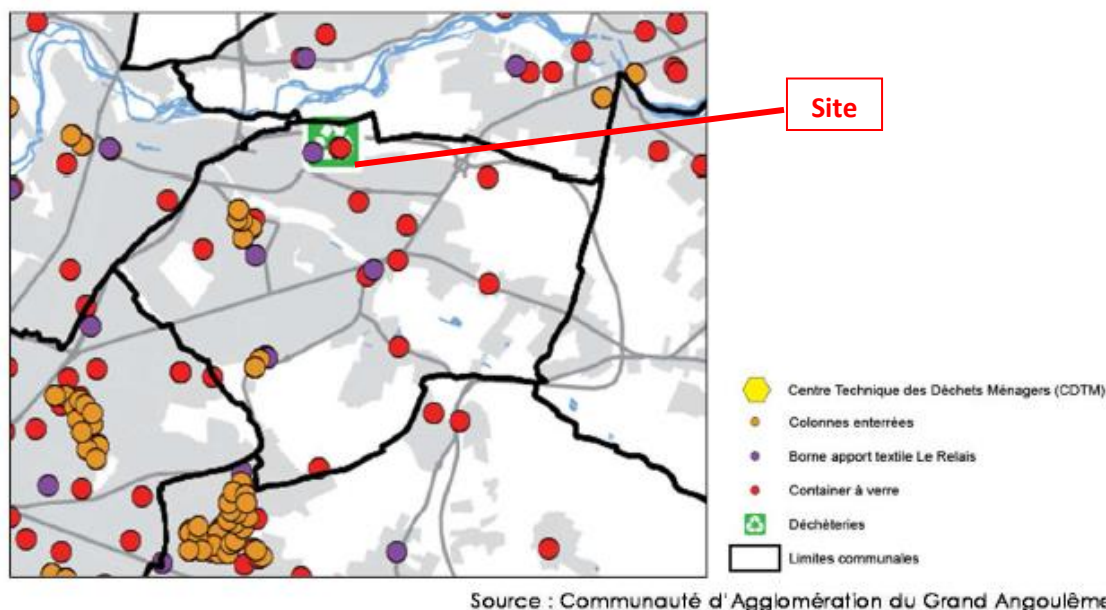 Site
Centre Technique des Déchets Ménagers (CDTM)
Colonnes enterrées
Borne apport textile Le Relais
Container à verre
Déchèteries
Limites communales
Source : Communauté d'Agglomération du Grand Angoulême